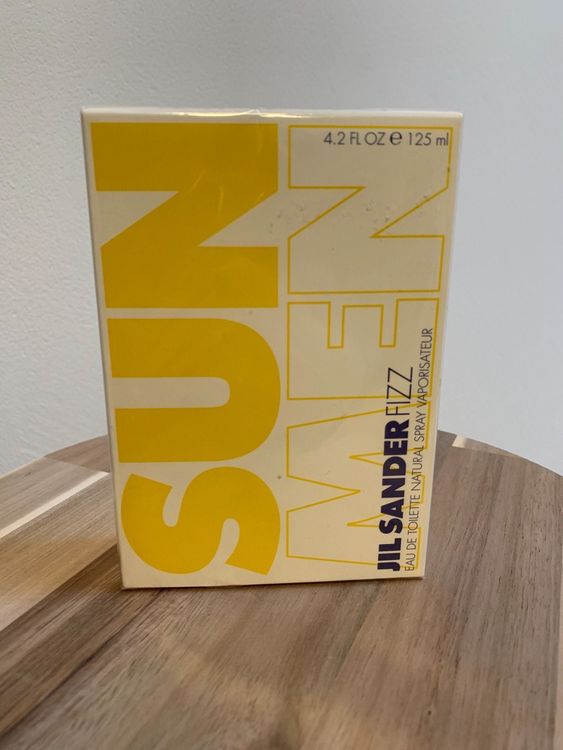 4.2 FL OZ e 125 ml
SUN
MEN
JIL SANDER FIZZ
EAU DE TOILETTE NATURAL SPRAY VAPORISATEUR